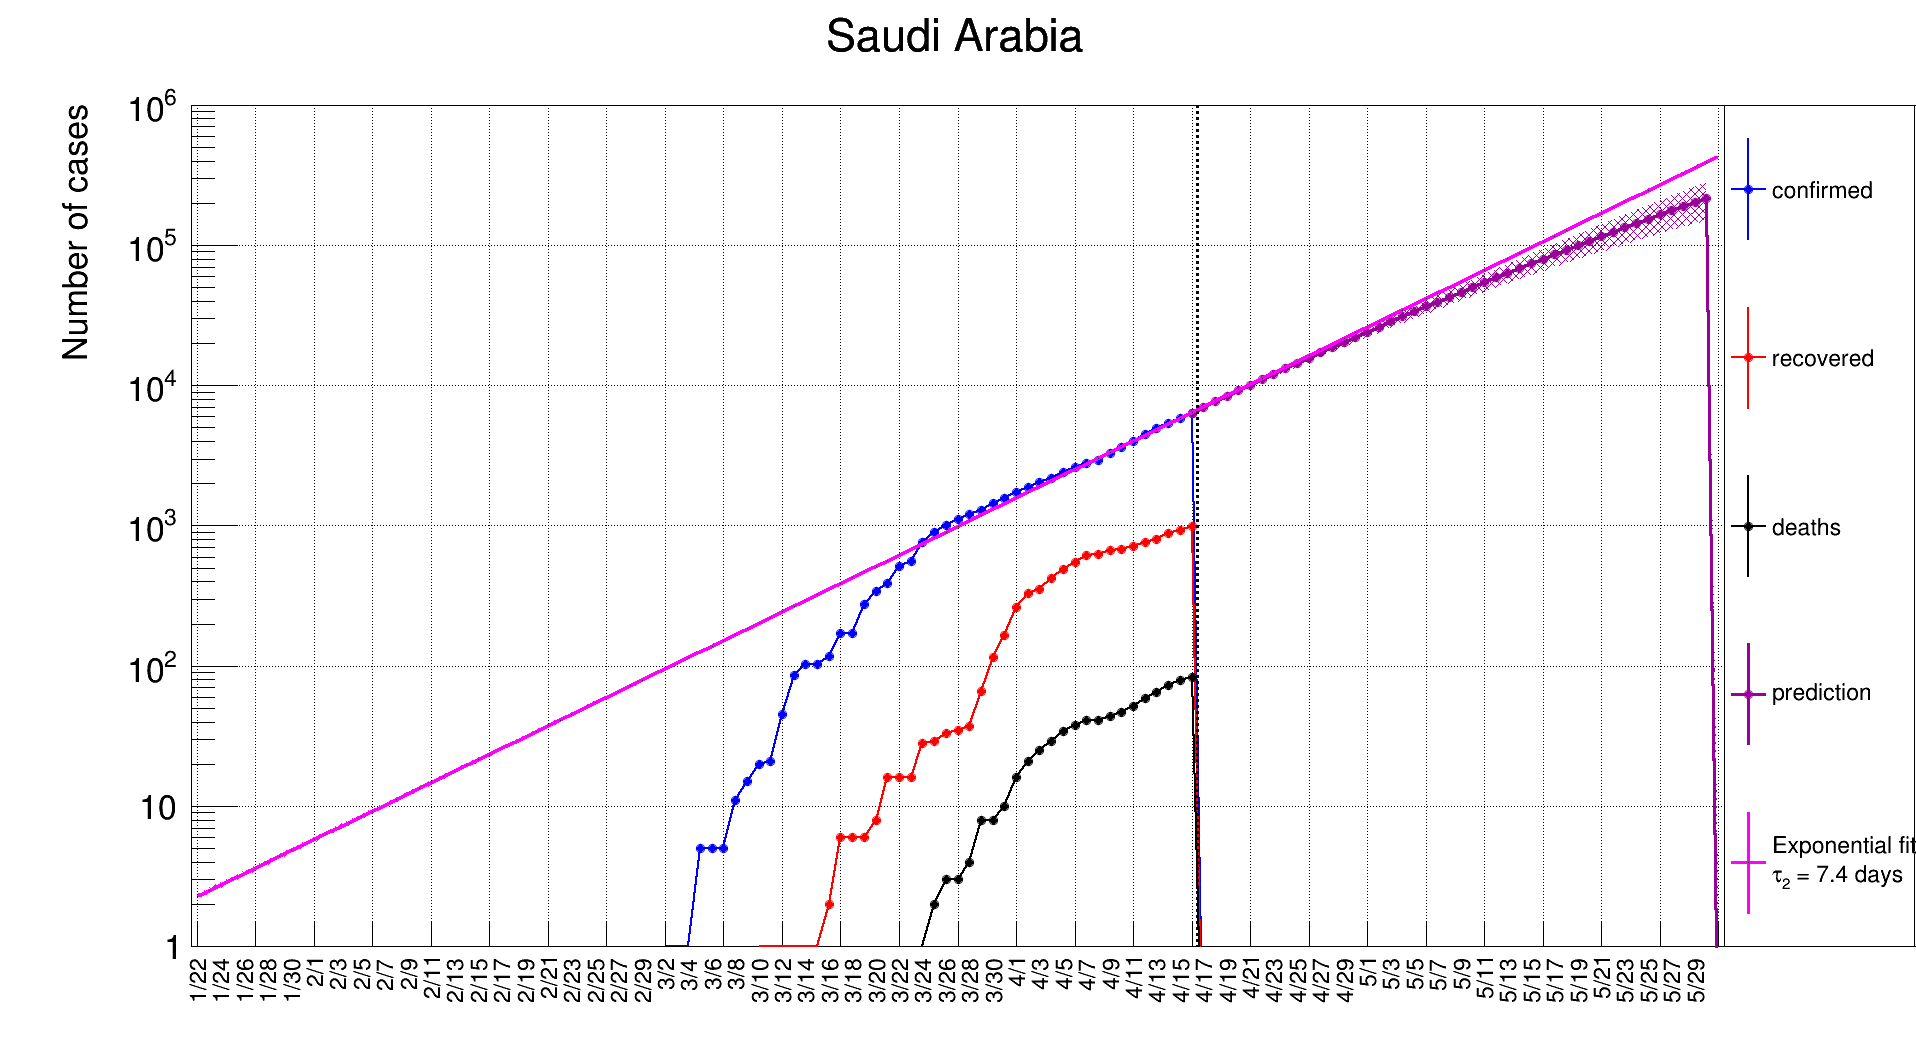 Saudi Arabia
Number of cases
10^6
10^5
10^4
10^3
10^2
10
1
1/22 1/24 1/26 1/28 1/30 2/1 2/3 2/5 2/7 2/9 2/11 2/13 2/15 2/17 2/19 2/21 2/23 2/25 2/27 2/29 3/2 3/4 3/6 3/8 3/10 3/12 3/14 3/16 3/18 3/20 3/22 3/24 3/26 3/28 3/30 4/1 4/3 4/5 4/7 4/9 4/11 4/13 4/15 4/17 4/19 4/21 4/23 4/25 4/27 4/29 5/1 5/3 5/5 5/7 5/9 5/11 5/13 5/15 5/17 5/19 5/21 5/23 5/25 5/27 5/29
confirmed
recovered
deaths
prediction
Exponential fit
τ₂ = 7.4 days